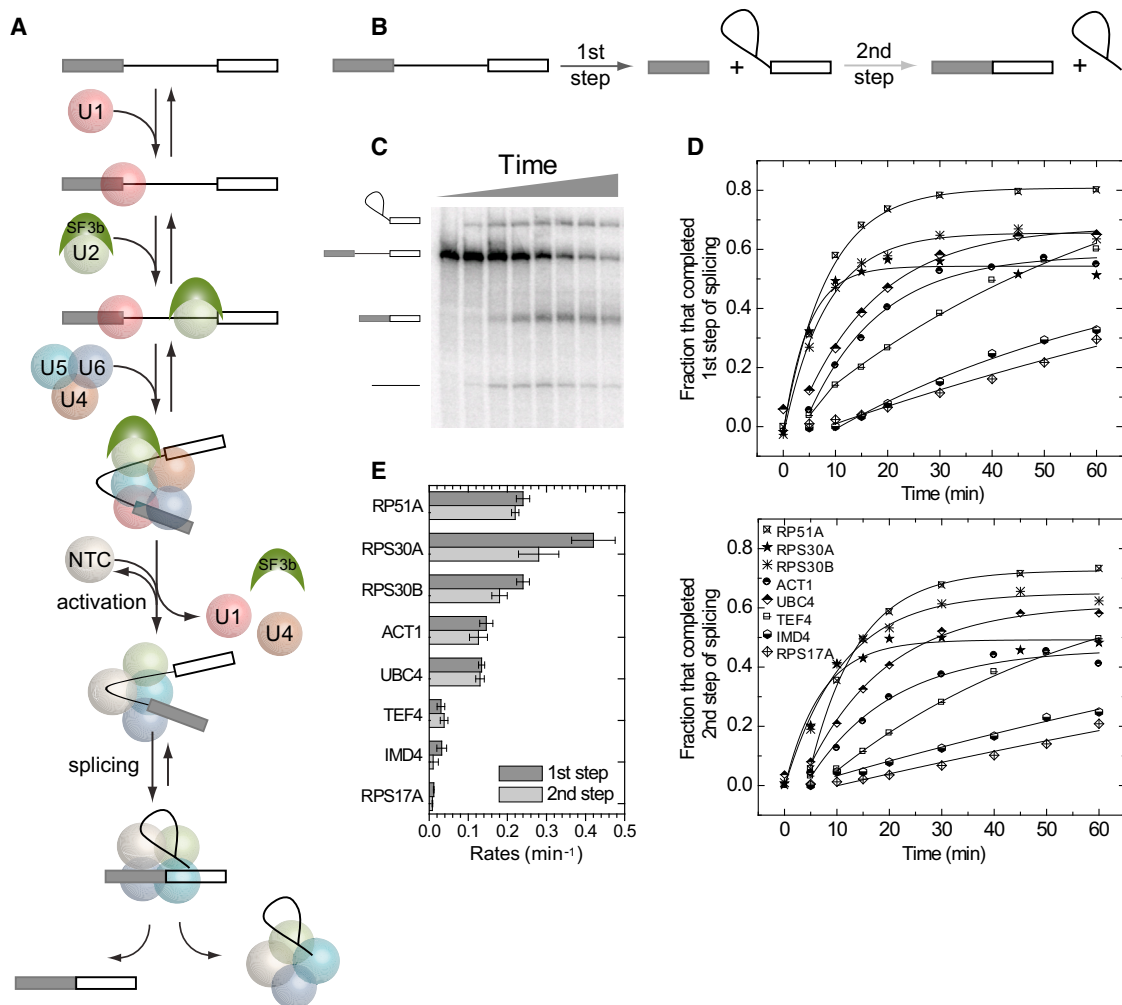 A
U1
SF3b
U2
U5 U6
U4
NTC
activation
SF3b
U1
U4
splicing
B
1st
step
+
2nd
step
+
C
Time
D
Fraction that completed
1st step of splicing
0.8
0.6
0.4
0.2
0.0
0 10 20 30 40 50 60
Time (min)
Fraction that completed
2nd step of splicing
0.8
0.6
0.4
0.2
0.0
RP51A
RPS30A
RPS30B
ACT1
UBC4
TEF4
IMD4
RPS17A
0 10 20 30 40 50 60
Time (min)
E
RP51A
RPS30A
RPS30B
ACT1
UBC4
TEF4
IMD4
RPS17A
1st step
2nd step
0.0 0.1 0.2 0.3 0.4 0.5
Rates (min⁻¹)